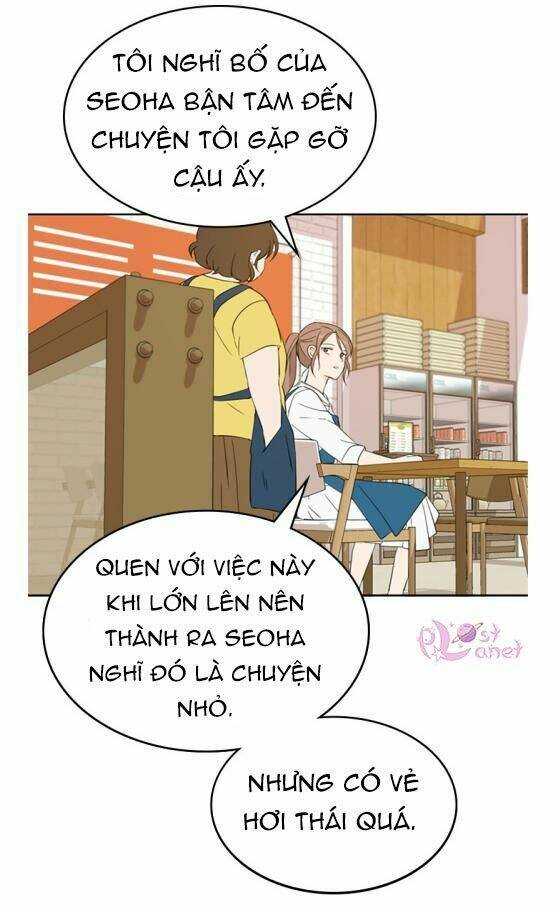 TÔI NGHĨ BỐ CỦA
SEOHA BẬN TÂM ĐẾN
CHUYỆN TÔI GẶP GỠ
CẬU ẤY.
QUEN VỚI VIỆC NÀY
KHI LỚN LÊN NÊN
THÀNH RA SEOHA
NGHĨ ĐÓ LÀ CHUYỆN
NHỎ.
Lost
Planet
NHƯNG CÓ VẺ
HƠI THÁI QUÁ.